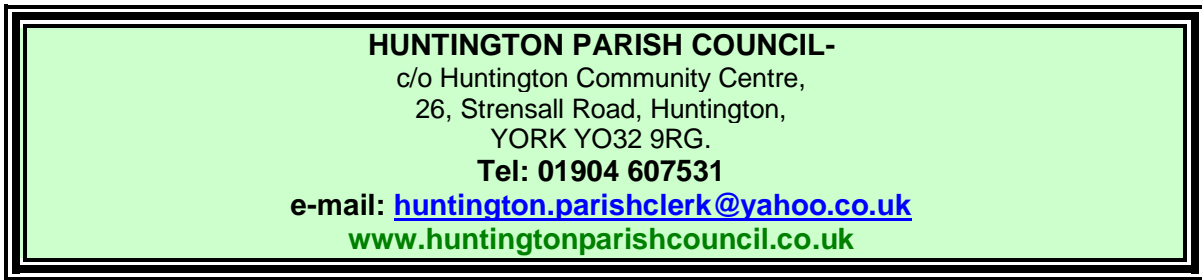 HUNTINGTON PARISH COUNCIL-
c/o Huntington Community Centre,
26, Strensall Road, Huntington,
YORK YO32 9RG.
Tel: 01904 607531
e-mail: huntington.parishclerk@yahoo.co.uk
www.huntingtonparishcouncil.co.uk